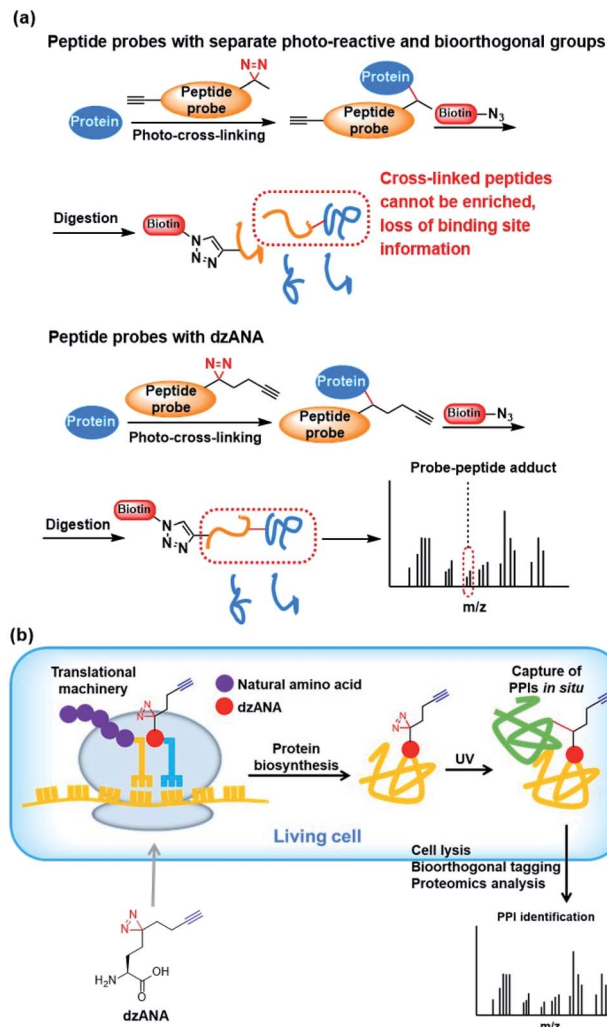 (a)
Peptide probes with separate photo-reactive and bioorthogonal groups
N=N
Protein
Peptide
probe
Photo-cross-linking
Protein
Peptide
probe
Biotin
N3
Digestion
Biotin
N
N=N
Cross-linked peptides
cannot be enriched,
loss of binding site
information
Peptide probes with dzANA
N=N
Protein
Peptide
probe
Photo-cross-linking
Protein
Peptide
probe
Biotin
N3
Probe-peptide adduct
Digestion
Biotin
N
N=N
m/z
(b)
Translational
machinery
N=N
Natural amino acid
dzANA
Protein
biosynthesis
N=N
UV
Capture of
PPIs in situ
Living cell
Cell lysis
Bioorthogonal tagging
Proteomics analysis
N=N
H2N
OH
O
dzANA
PPI identification
m/z